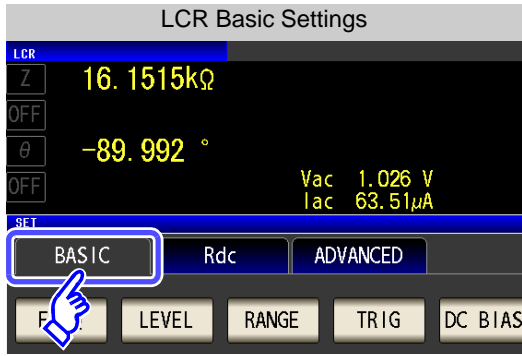 LCR Basic Settings
LCR
Z 16.1515kΩ
OFF
θ -89.992 °
OFF
Vac 1.026 V
Iac 63.51μA
SET
BASIC Rdc ADVANCED
LEVEL RANGE TRIG DC BIAS